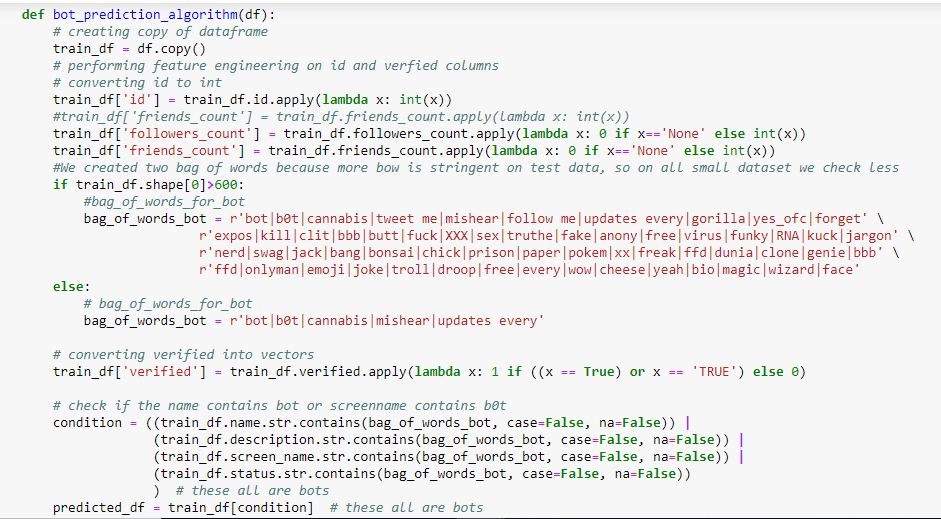 def bot_prediction_algorithm(df):
    # creating copy of dataframe
    train_df = df.copy()
    # performing feature engineering on id and verfied columns
    # converting id to int
    train_df['id'] = train_df.id.apply(lambda x: int(x))
    #train_df['friends_count'] = train_df.friends_count.apply(lambda x: int(x))
    train_df['followers_count'] = train_df.followers_count.apply(lambda x: 0 if x=='None' else int(x))
    train_df['friends_count'] = train_df.friends_count.apply(lambda x: 0 if x=='None' else int(x))
    #We created two bag of words because more bow is stringent on test data, so on all small dataset we check less
    if train_df.shape[0]>600:
        #bag_of_words_for_bot
        bag_of_words_bot = r'bot|b0t|cannabis|tweet me|mishear|follow me|updates every|gorilla|yes_ofc|forget' \
                       r'expos|kill|clit|bbb|butt|fuck|XXX|sex|truthe|fake|anony|free|virus|funky|RNA|kuck|jargon' \
                       r'nerd|swag|jack|bang|bonsai|chick|prison|paper|pokem|xx|freak|ffd|dunia|clone|genie|bbb' \
                       r'ffd|onlyman|emoji|joke|troll|droop|free|every|wow|cheese|yeah|bio|magic|wizard|face'
    else:
        # bag_of_words_for_bot
        bag_of_words_bot = r'bot|b0t|cannabis|mishear|updates every'
    # converting verified into vectors
    train_df['verified'] = train_df.verified.apply(lambda x: 1 if ((x == True) or x == 'TRUE') else 0)
    # check if the name contains bot or screenname contains b0t
    condition = ((train_df.name.str.contains(bag_of_words_bot, case=False, na=False)) |
                 (train_df.description.str.contains(bag_of_words_bot, case=False, na=False)) |
                 (train_df.screen_name.str.contains(bag_of_words_bot, case=False, na=False)) |
                 (train_df.status.str.contains(bag_of_words_bot, case=False, na=False))
                 )  # these all are bots
    predicted_df = train_df[condition]  # these all are bots